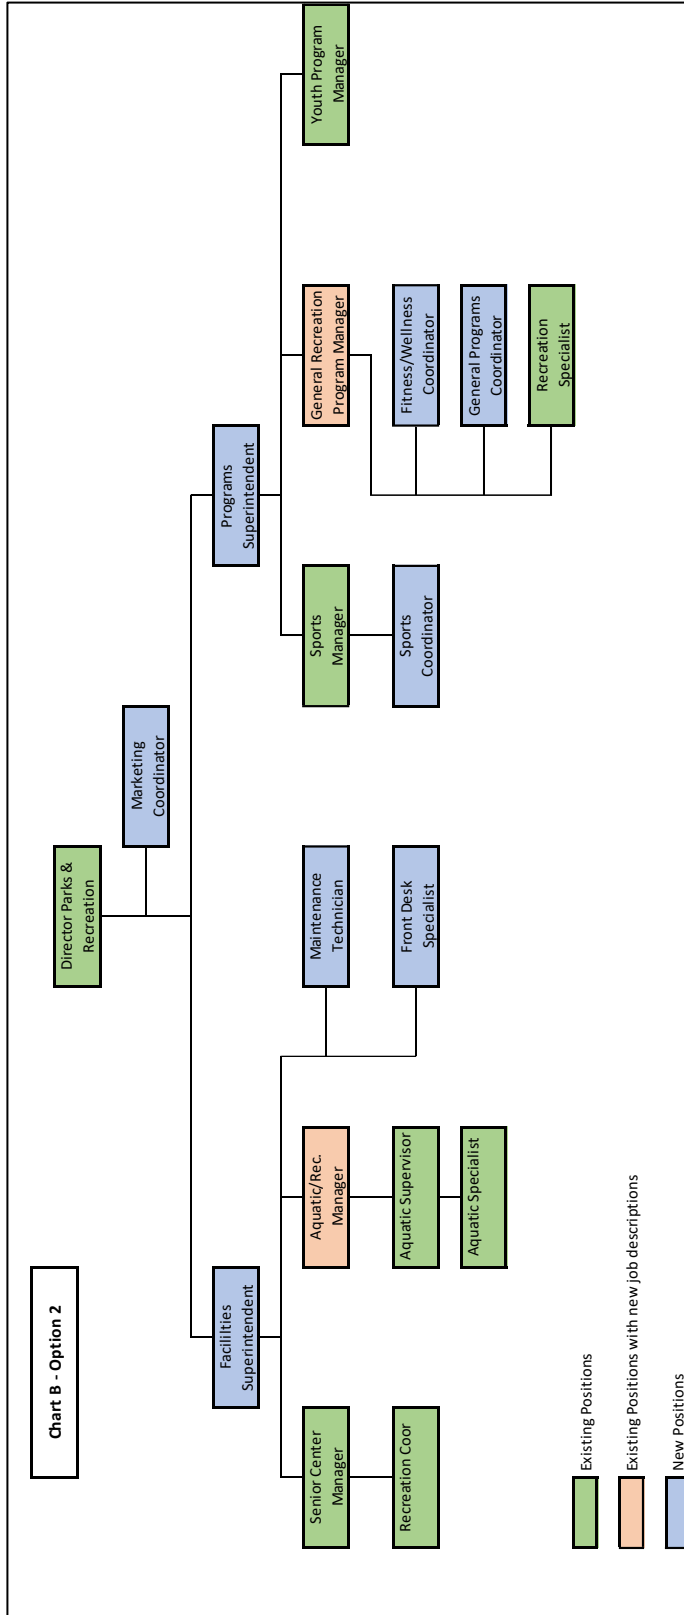 Chart B - Option 2
Director Parks &
Recreation
Marketing
Coordinator
Facililties
Superintendent
Programs
Superintendent
Senior Center
Manager
Aquatic/Rec.
Manager
Maintenance
Technician
Sports
Manager
General Recreation
Program Manager
Youth Program
Manager
Recreation Coor
Aquatic Supervisor
Front Desk
Specialist
Sports
Coordinator
Fitness/Wellness
Coordinator
Aquatic Specialist
General Programs
Coordinator
Recreation
Specialist
Existing Positions
Existing Positions with new job descriptions
New Positions